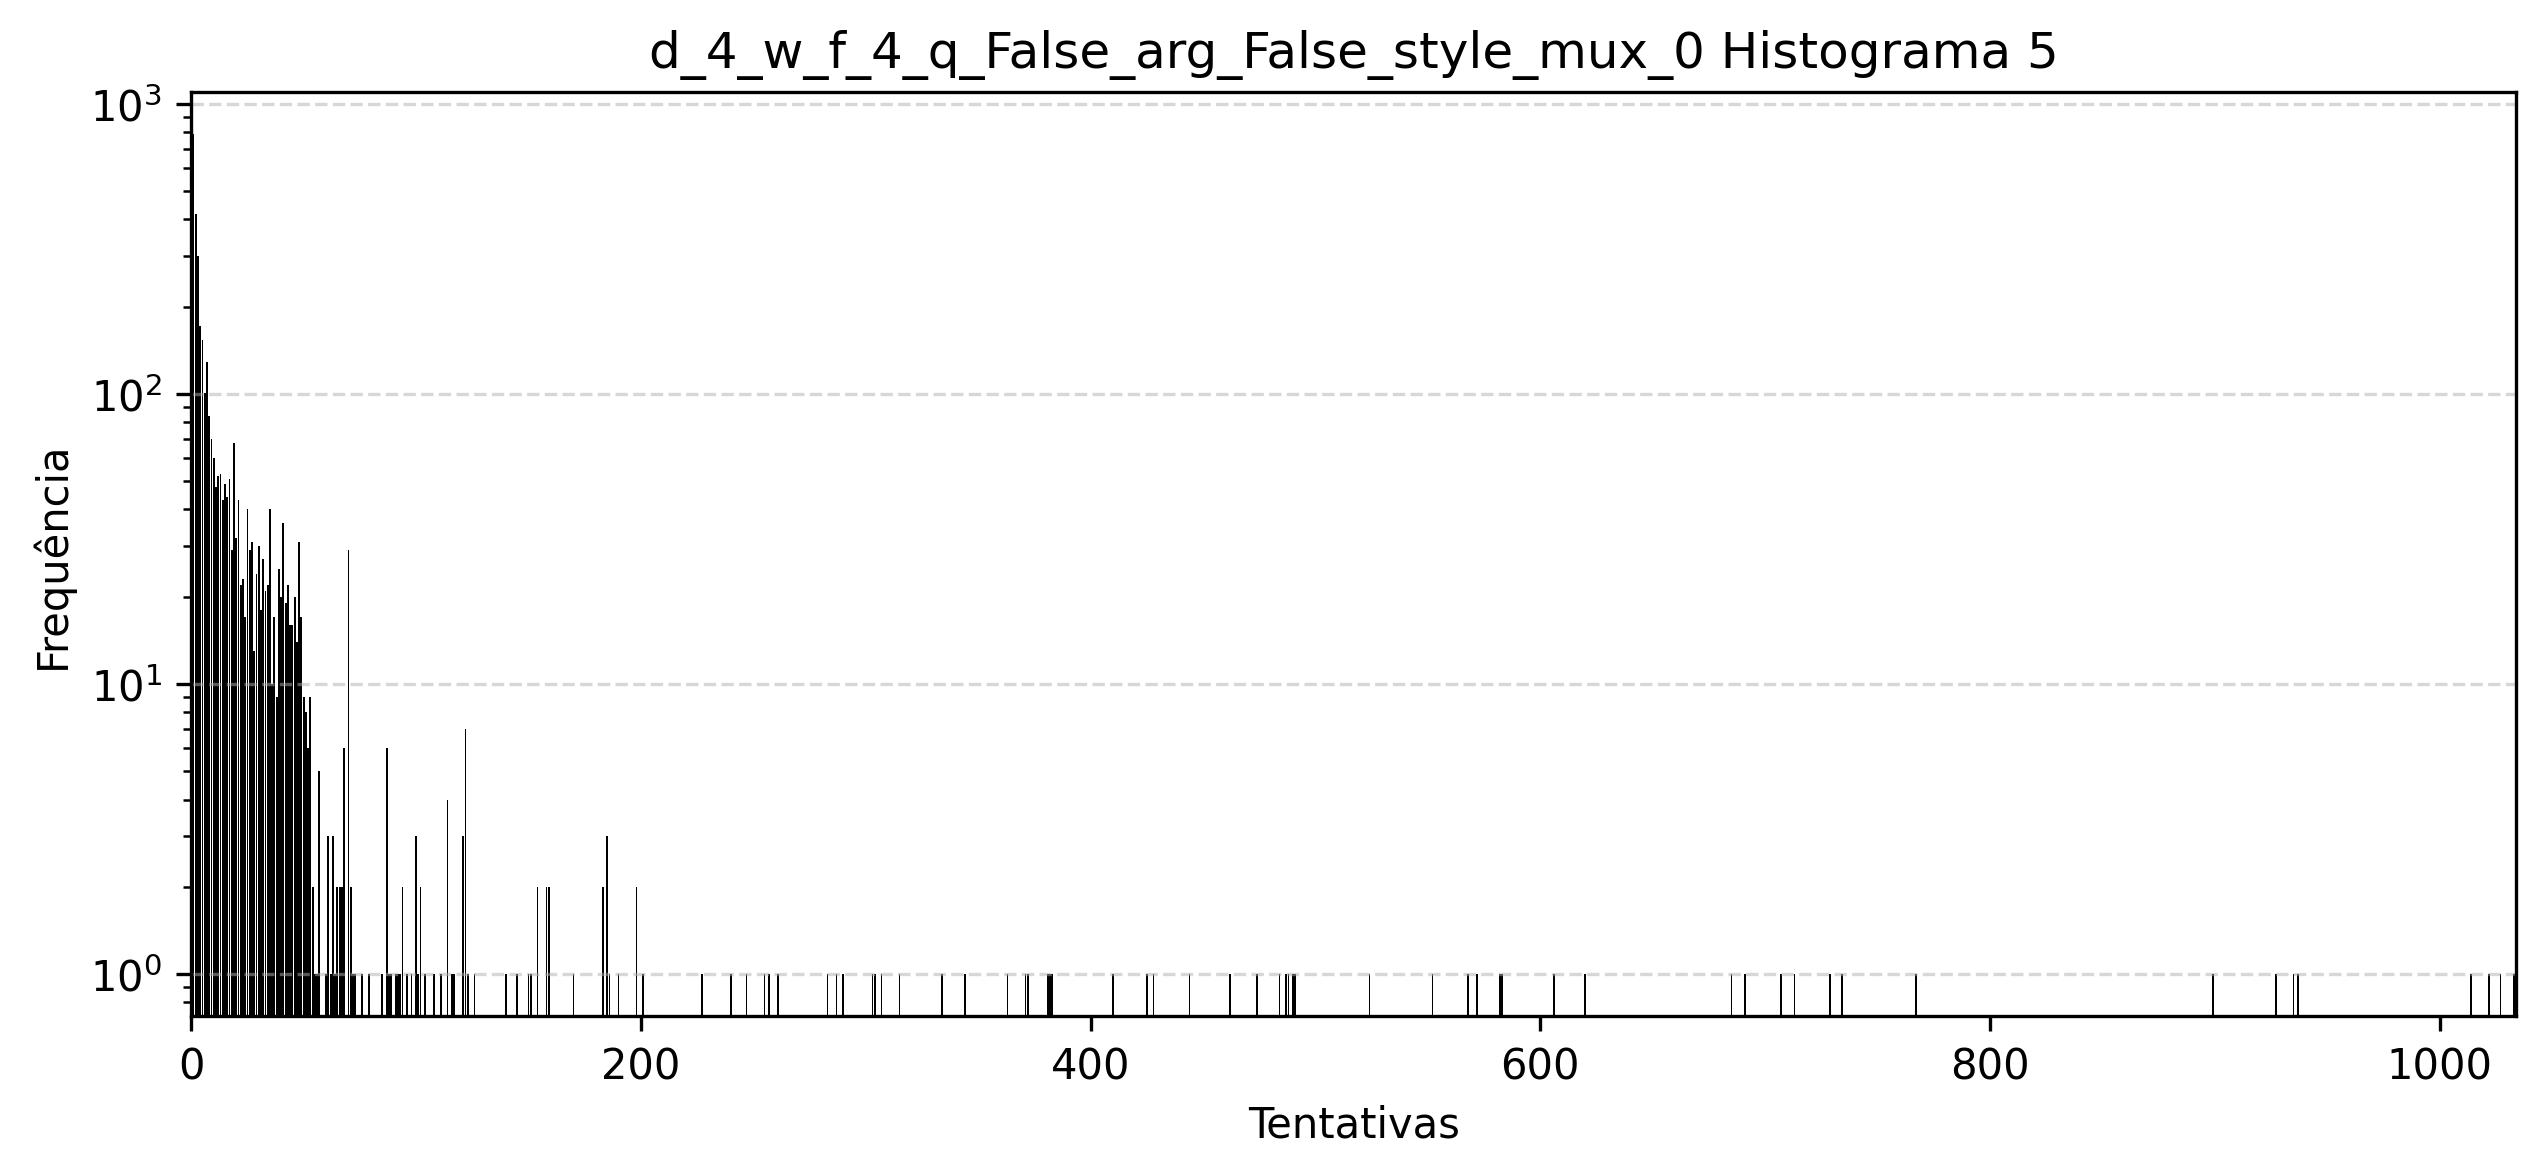 d_4_w_f_4_q_False_arg_False_style_mux_0 Histograma 5
10³
10²
10¹
10⁰
Frequência
0 200 400 600 800 1000
Tentativas